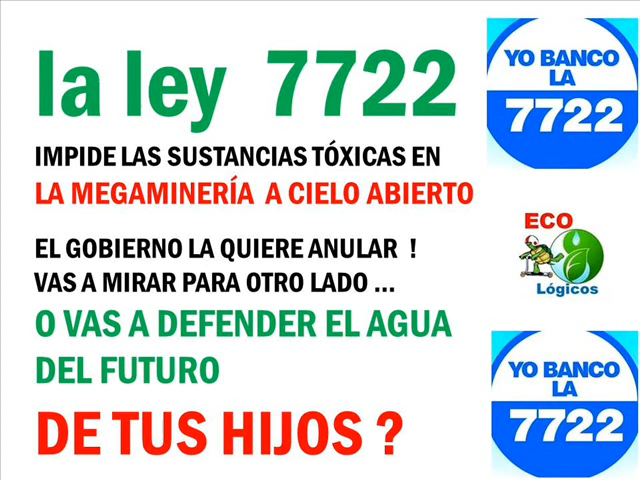 la ley 7722
IMPIDE LAS SUSTANCIAS TÓXICAS EN
LA MEGAMINERÍA A CIELO ABIERTO
EL GOBIERNO LA QUIERE ANULAR !
VAS A MIRAR PARA OTRO LADO ...
O VAS A DEFENDER EL AGUA
DEL FUTURO
DE TUS HIJOS ?
YO BANCO
LA
7722
ECO
Lógicos
YO BANCO
LA
7722